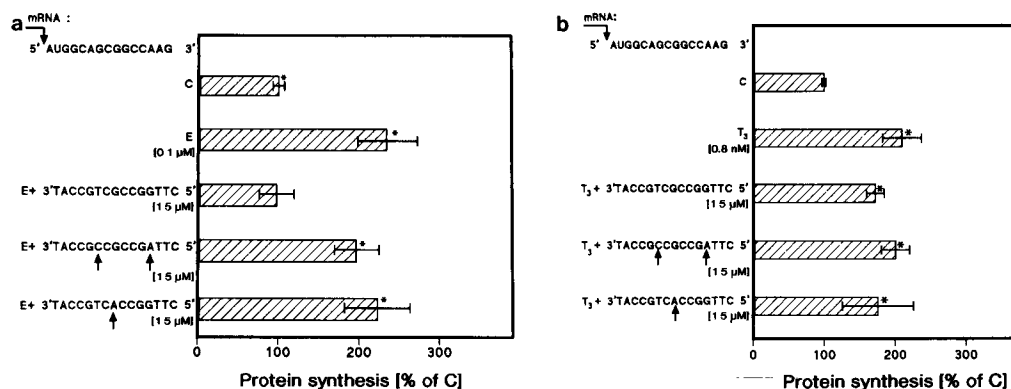 a
mRNA :
5' AUGGCAGCGGCCAAG 3'
C
*
E
[0 1 µM]
*
E+ 3'TACCGTCGCCGGTTC 5'
[1 5 µM]
E+ 3'TACCGCCGCCGATTC 5'
[1 5 µM]
*
E+ 3'TACCGTCACCGGTTC 5'
[1 5 µM]
*
0 100 200 300
Protein synthesis [% of C]
b
mRNA:
5' AUGGCAGCGGCCAAG 3'
C
T3
[0.8 nM]
*
T3 + 3'TACCGTCGCCGGTTC 5'
[1 5 µM]
*
T3 + 3'TACCGCCGCCGATTC 5'
[1 5 µM]
*
T3 + 3'TACCGTCACCGGTTC 5'
[1 5 µM]
*
0 100 200 300
Protein synthesis [% of C]